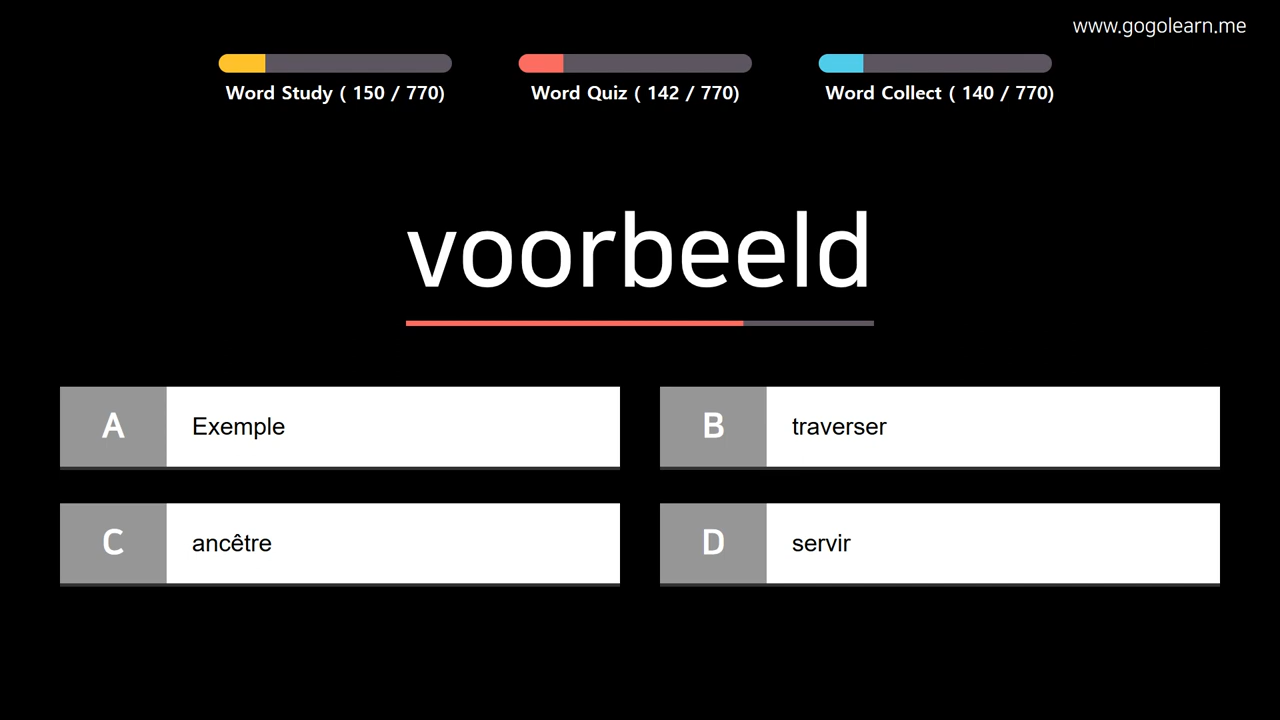 www.gogolearn.me
Word Study ( 150 / 770)
Word Quiz ( 142 / 770)
Word Collect ( 140 / 770)
voorbeeld
A Exemple
B traverser
C ancêtre
D servir